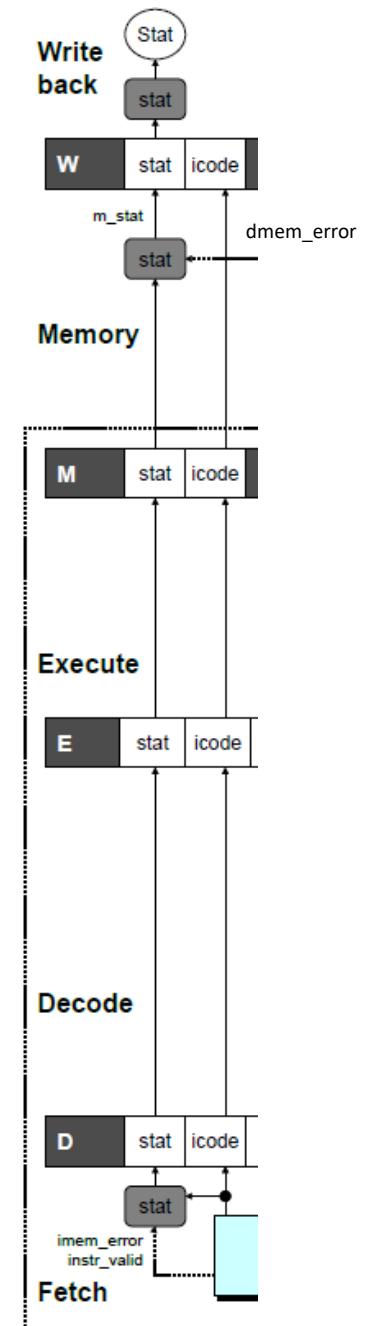 Stat
Write
back
stat
W stat icode
m_stat
dmem_error
stat
Memory
M stat icode
Execute
E stat icode
Decode
D stat icode
stat
imem_error
instr_valid
Fetch